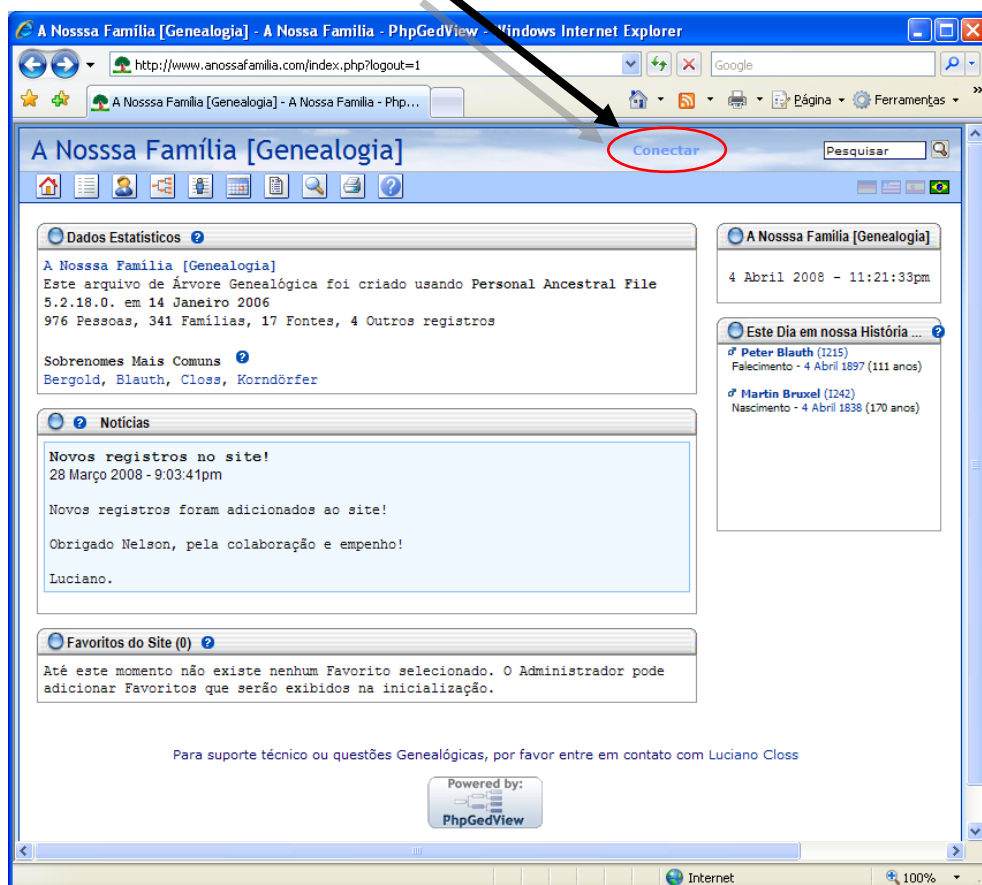 A Nosssa Família [Genealogia] - A Nossa Família - PhpGedView - Windows Internet Explorer
http://www.anossafamilia.com/index.php?logout=1
Google
A Nosssa Família [Genealogia] - A Nossa Família - Php...
Página
Ferramentas
A Nosssa Família [Genealogia]
Conectar
Pesquisar
Dados Estatísticos
A Nosssa Família [Genealogia]
Este arquivo de Árvore Genealógica foi criado usando Personal Ancestral File
5.2.18.0. em 14 Janeiro 2006
976 Pessoas, 341 Famílias, 17 Fontes, 4 Outros registros
Sobrenomes Mais Comuns
Bergold, Blauth, Closs, Korndörfer
Notícias
Novos registros no site!
28 Março 2008 - 9:03:41pm
Novos registros foram adicionados ao site!
Obrigado Nelson, pela colaboração e empenho!
Luciano.
Favoritos do Site (0)
Até este momento não existe nenhum Favorito selecionado. O Administrador pode
adicionar Favoritos que serão exibidos na inicialização.
A Nosssa Família [Genealogia]
4 Abril 2008 - 11:21:33pm
Este Dia em nossa História ...
Peter Blauth (I215)
Falecimento - 4 Abril 1897 (111 anos)
Martin Bruxel (I242)
Nascimento - 4 Abril 1838 (170 anos)
Para suporte técnico ou questões Genealógicas, por favor entre em contato com Luciano Closs
Powered by:
PhpGedView
Internet
100%